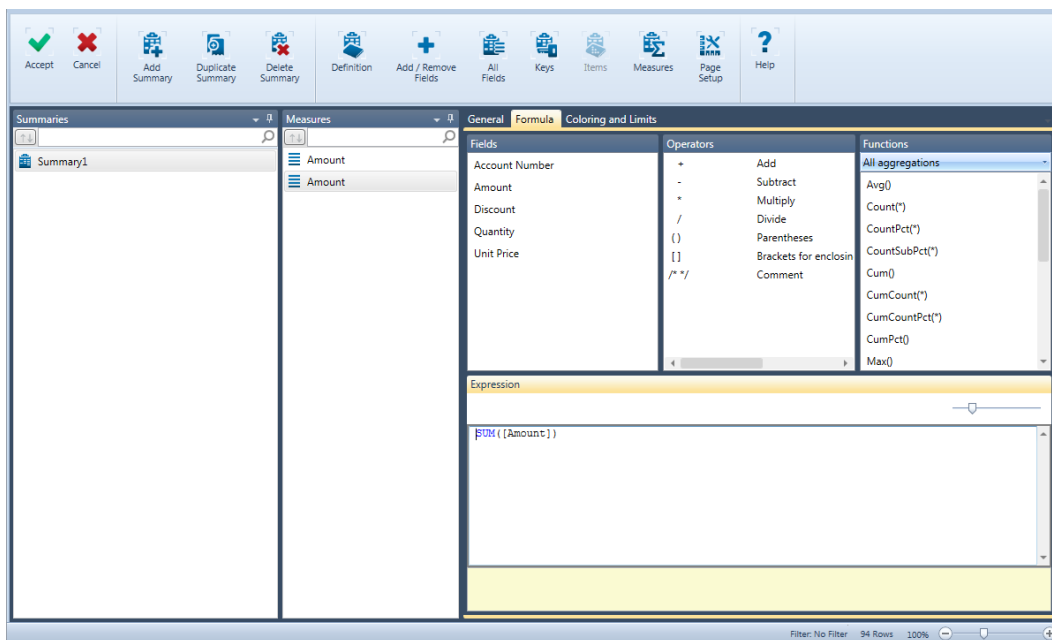 Accept
Cancel
Add
Summary
Duplicate
Summary
Delete
Summary
Definition
Add / Remove
Fields
All
Fields
Keys
Items
Measures
Page
Setup
? 
Help
Summaries
Summary1
Measures
Amount
Amount
General Formula Coloring and Limits
Fields
Account Number
Amount
Discount
Quantity
Unit Price
Operators
+ Add
- Subtract
* Multiply
/ Divide
( ) Parentheses
[ ] Brackets for enclosin
/* */ Comment
Functions
All aggregations
Avg()
Count(*)
CountPct(*)
CountSubPct(*)
Cum()
CumCount(*)
CumCountPct(*)
CumPct()
Max()
Expression
SUM([Amount])
Filter: No Filter 94 Rows 100%